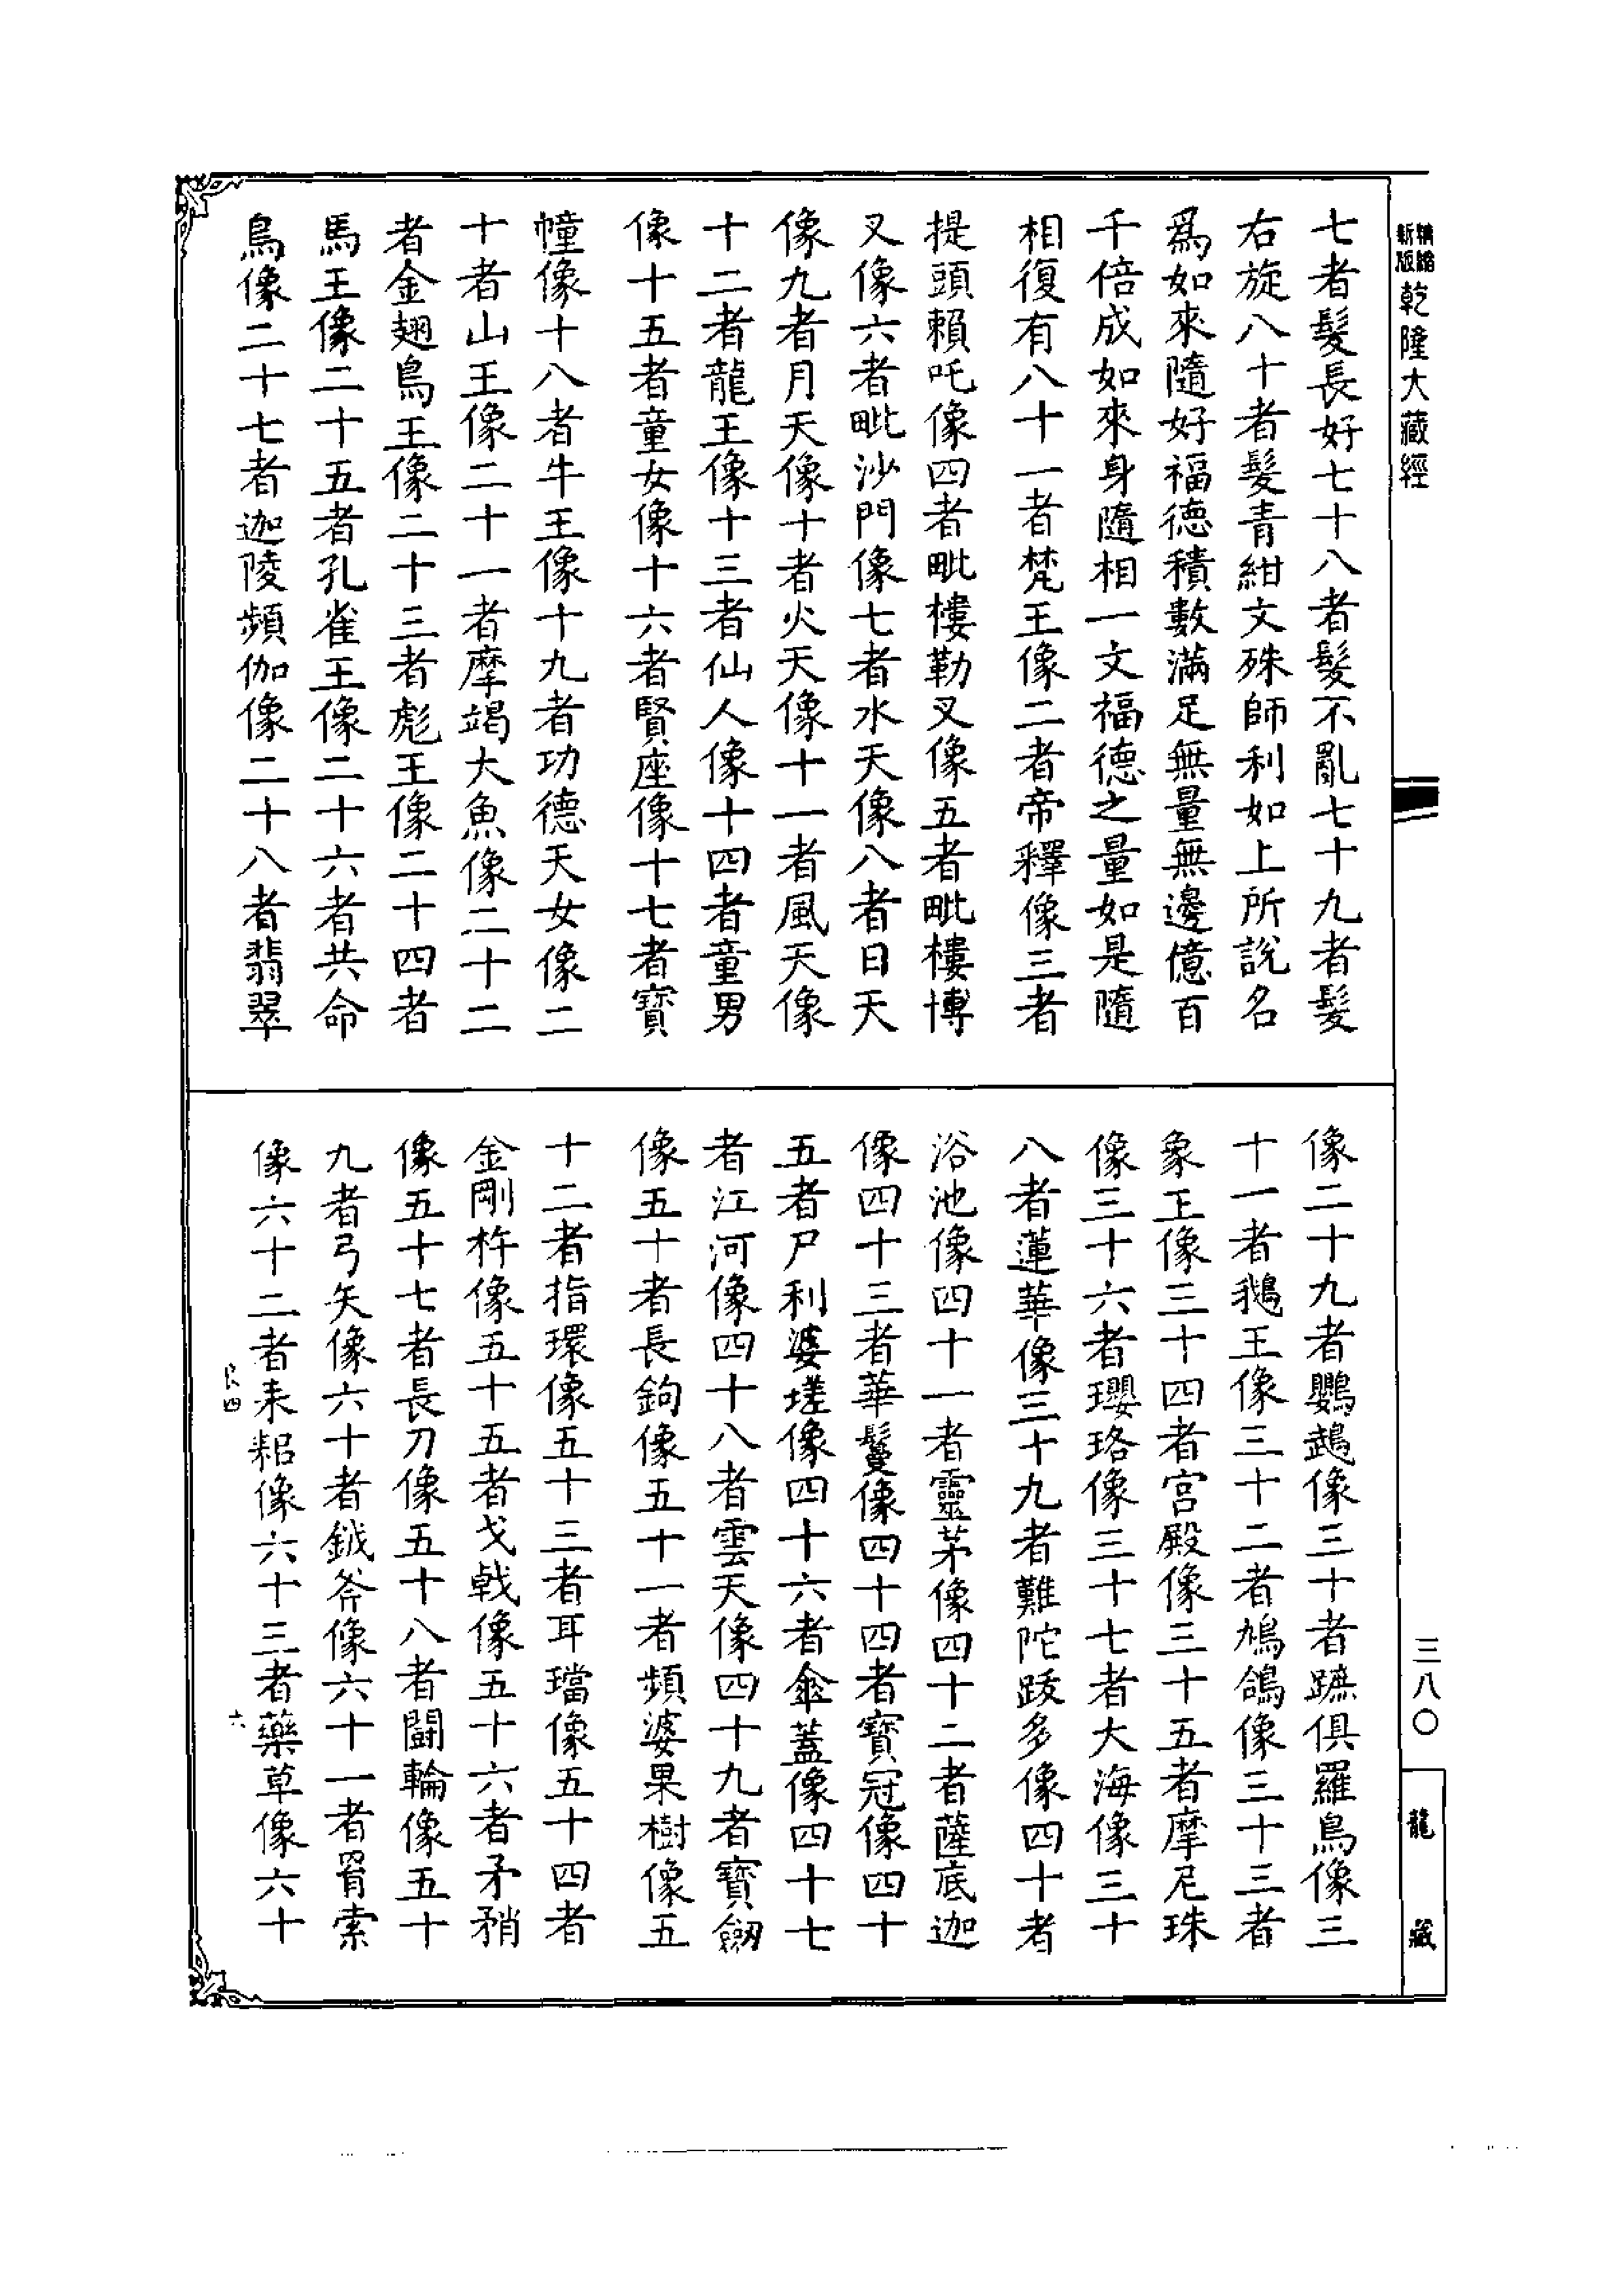 精縮新版乾隆大藏經
七者髮長好七十八者髮不亂七十九者髮
右旋八十者髮青紺文殊師利如上所說名
爲如來隨好福德積數滿足無量無邊億百
千倍成如來身隨相一文福德之量如是隨
相復有八十一者梵王像二者帝釋像三者
提頭賴吒像四者毗樓勒叉像五者毗樓博
叉像六者毗沙門像七者水天像八者日天
像九者月天像十者火天像十一者風天像
十二者龍王像十三者仙人像十四者童男
像十五者童女像十六者賢座像十七者寶
幢像十八者牛王像十九者功德天女像二
十者山王像二十一者摩竭大魚像二十二
者金翅鳥王像二十三者彪王像二十四者
馬王像二十五者孔雀王像二十六者共命
鳥像二十七者迦陵頻伽像二十八者翡翠
像二十九者鸚鵡像三十者蹠俱羅鳥像三
十一者鵝王像三十二者鳩鴿像三十三者
象王像三十四者宮殿像三十五者摩尼珠
像三十六者瓔珞像三十七者大海像三十
八者蓮華像三十九者難陀跋多像四十者
浴池像四十一者靈茅像四十二者薩底迦
像四十三者華鬘像四十四者寶冠像四十
五者尸利婆蹉像四十六者傘蓋像四十七
者江河像四十八者雲天像四十九者寶劒
像五十者長鉤像五十一者頻婆果樹像五
十二者指環像五十三者耳璫像五十四者
金剛杵像五十五者戈戟像五十六者矛矟
像五十七者長刀像五十八者鬪輪像五十
九者弓矢像六十者鉞斧像六十一者罥索
像六十二者耒耜像六十三者藥草像六十
良四
六
三八〇
龍藏